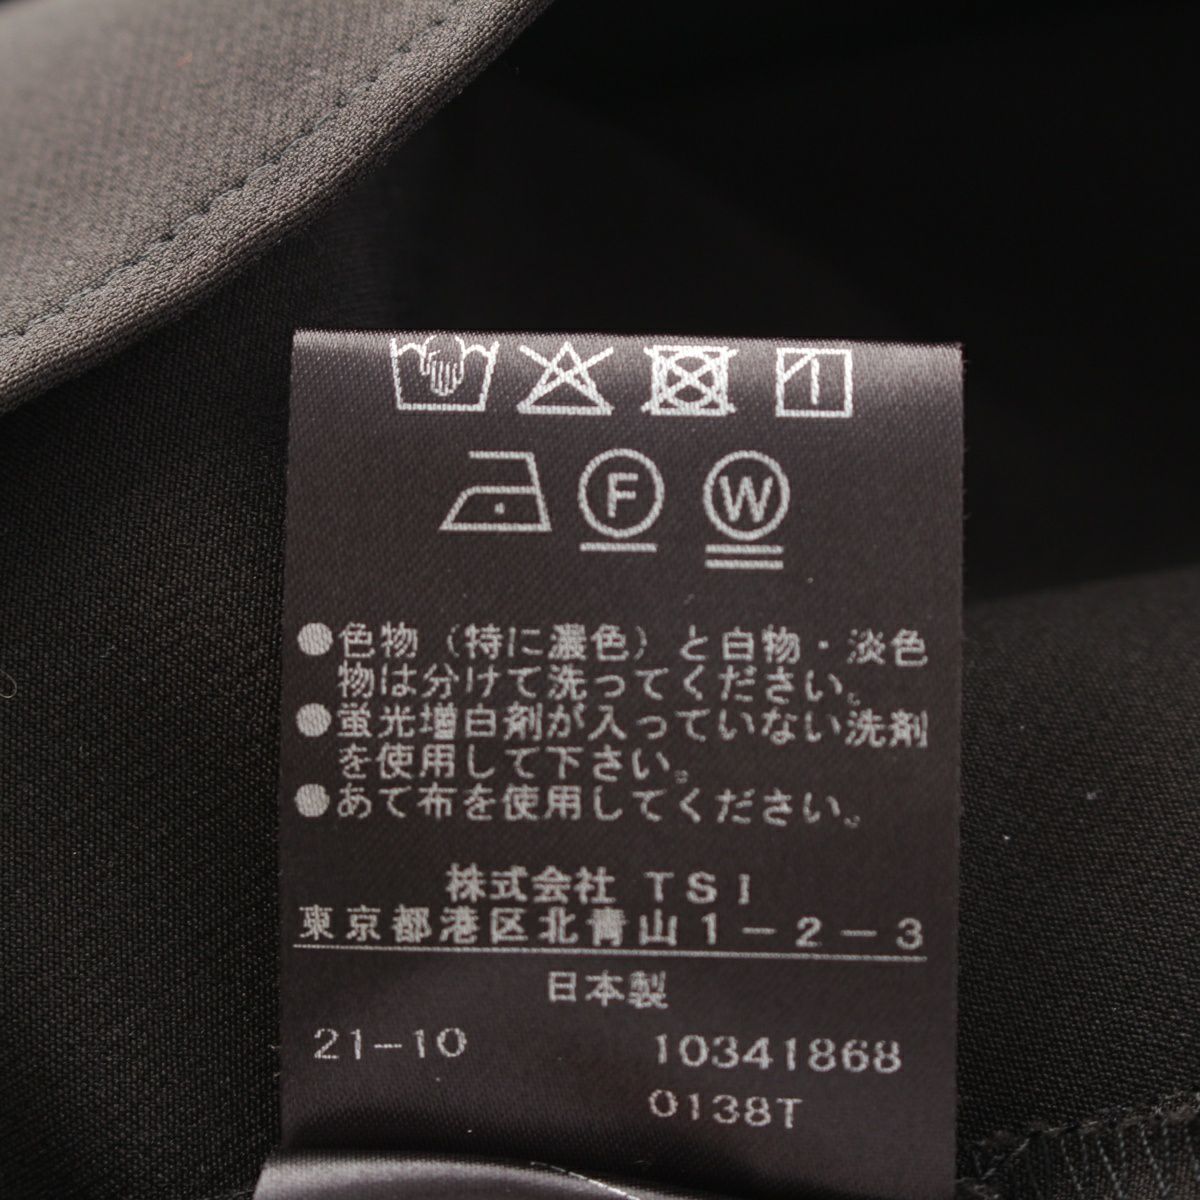 F W
●色物(特に濃色)と白物・淡色
物は分けて洗ってください。
●蛍光増白剤が入っていない洗剤
を使用して下さい。
●あて布を使用してください。
株式会社 TSI
東京都港区北青山1-2-3
日本製
21-10 10341868
0138T